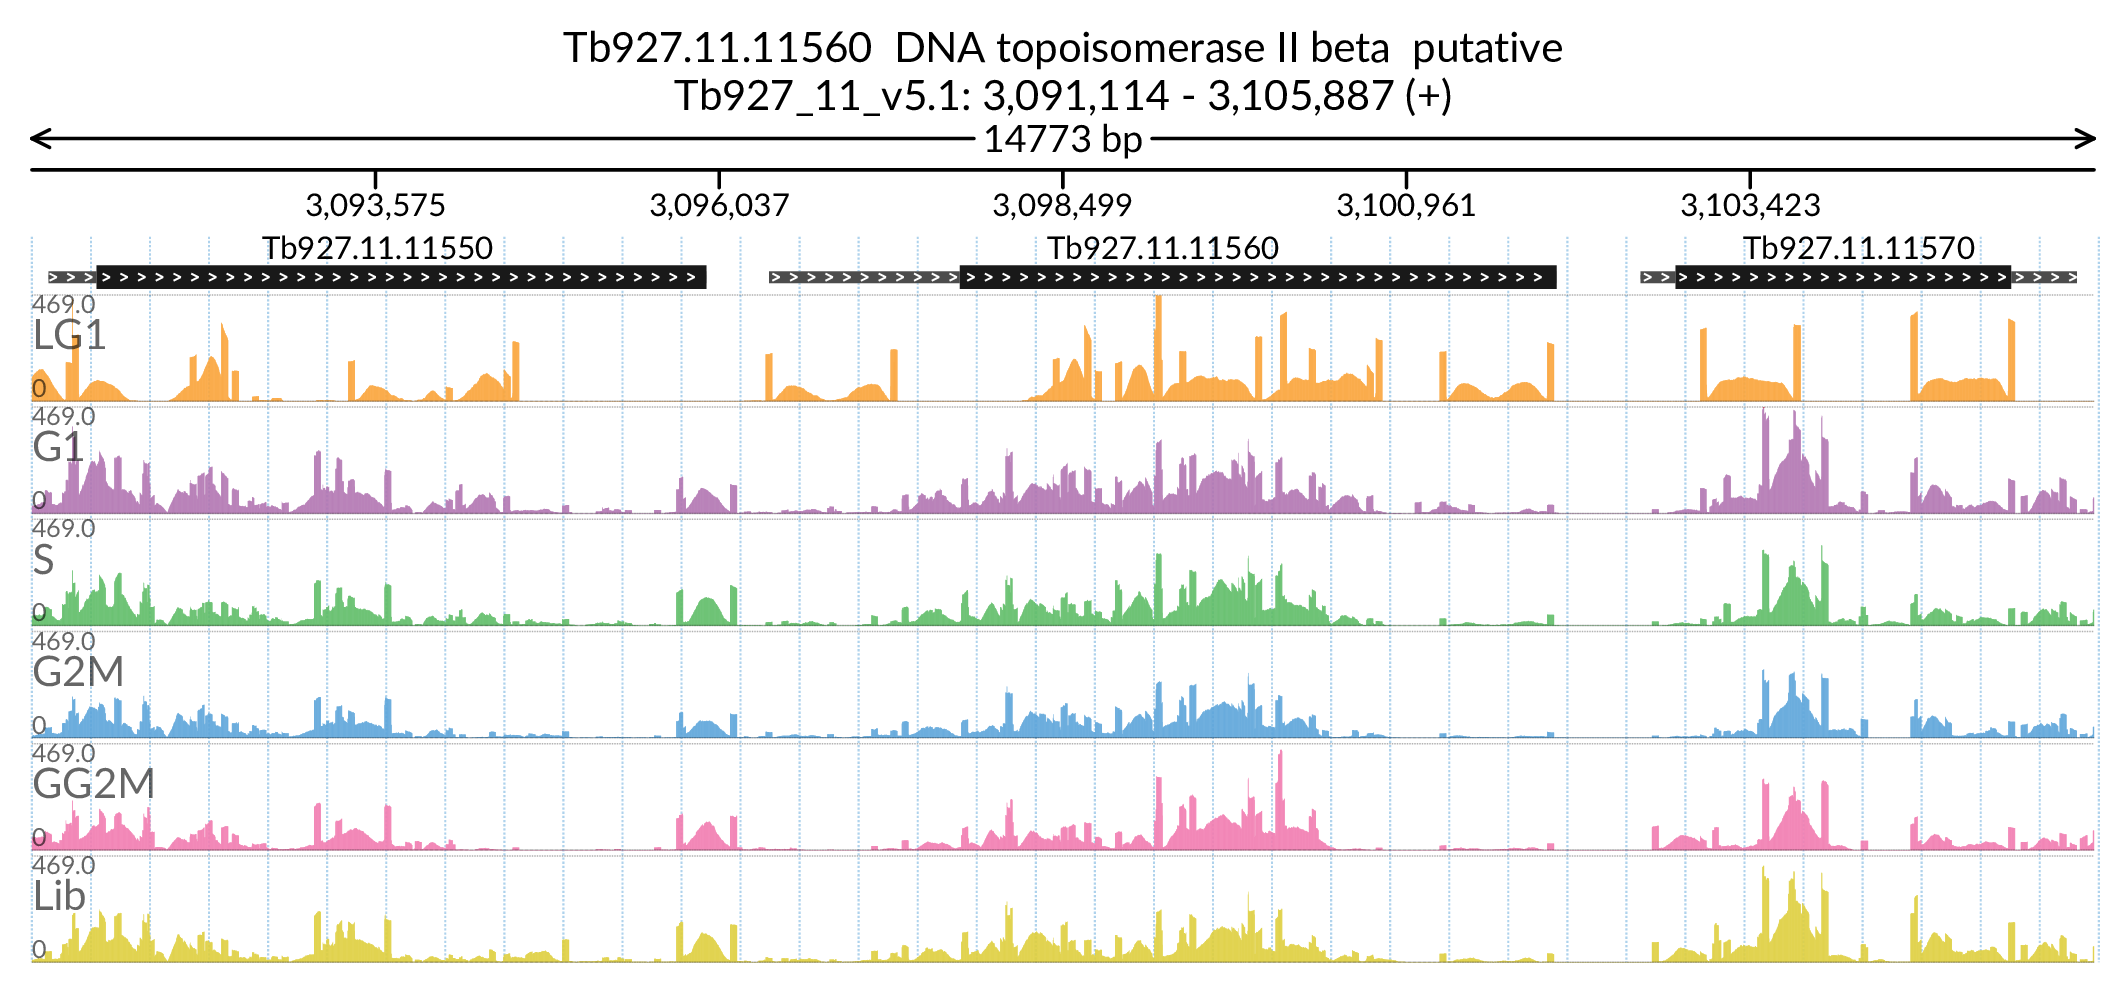 Tb927.11.11560 DNA topoisomerase II beta putative
Tb927_11_v5.1: 3,091,114 - 3,105,887 (+)
14773 bp
3,093,575 3,096,037 3,098,499 3,100,961 3,103,423
Tb927.11.11550 Tb927.11.11560 Tb927.11.11570
469.0
LG1
0
469.0
G1
0
469.0
S
0
469.0
G2M
0
469.0
GG2M
0
469.0
Lib
0